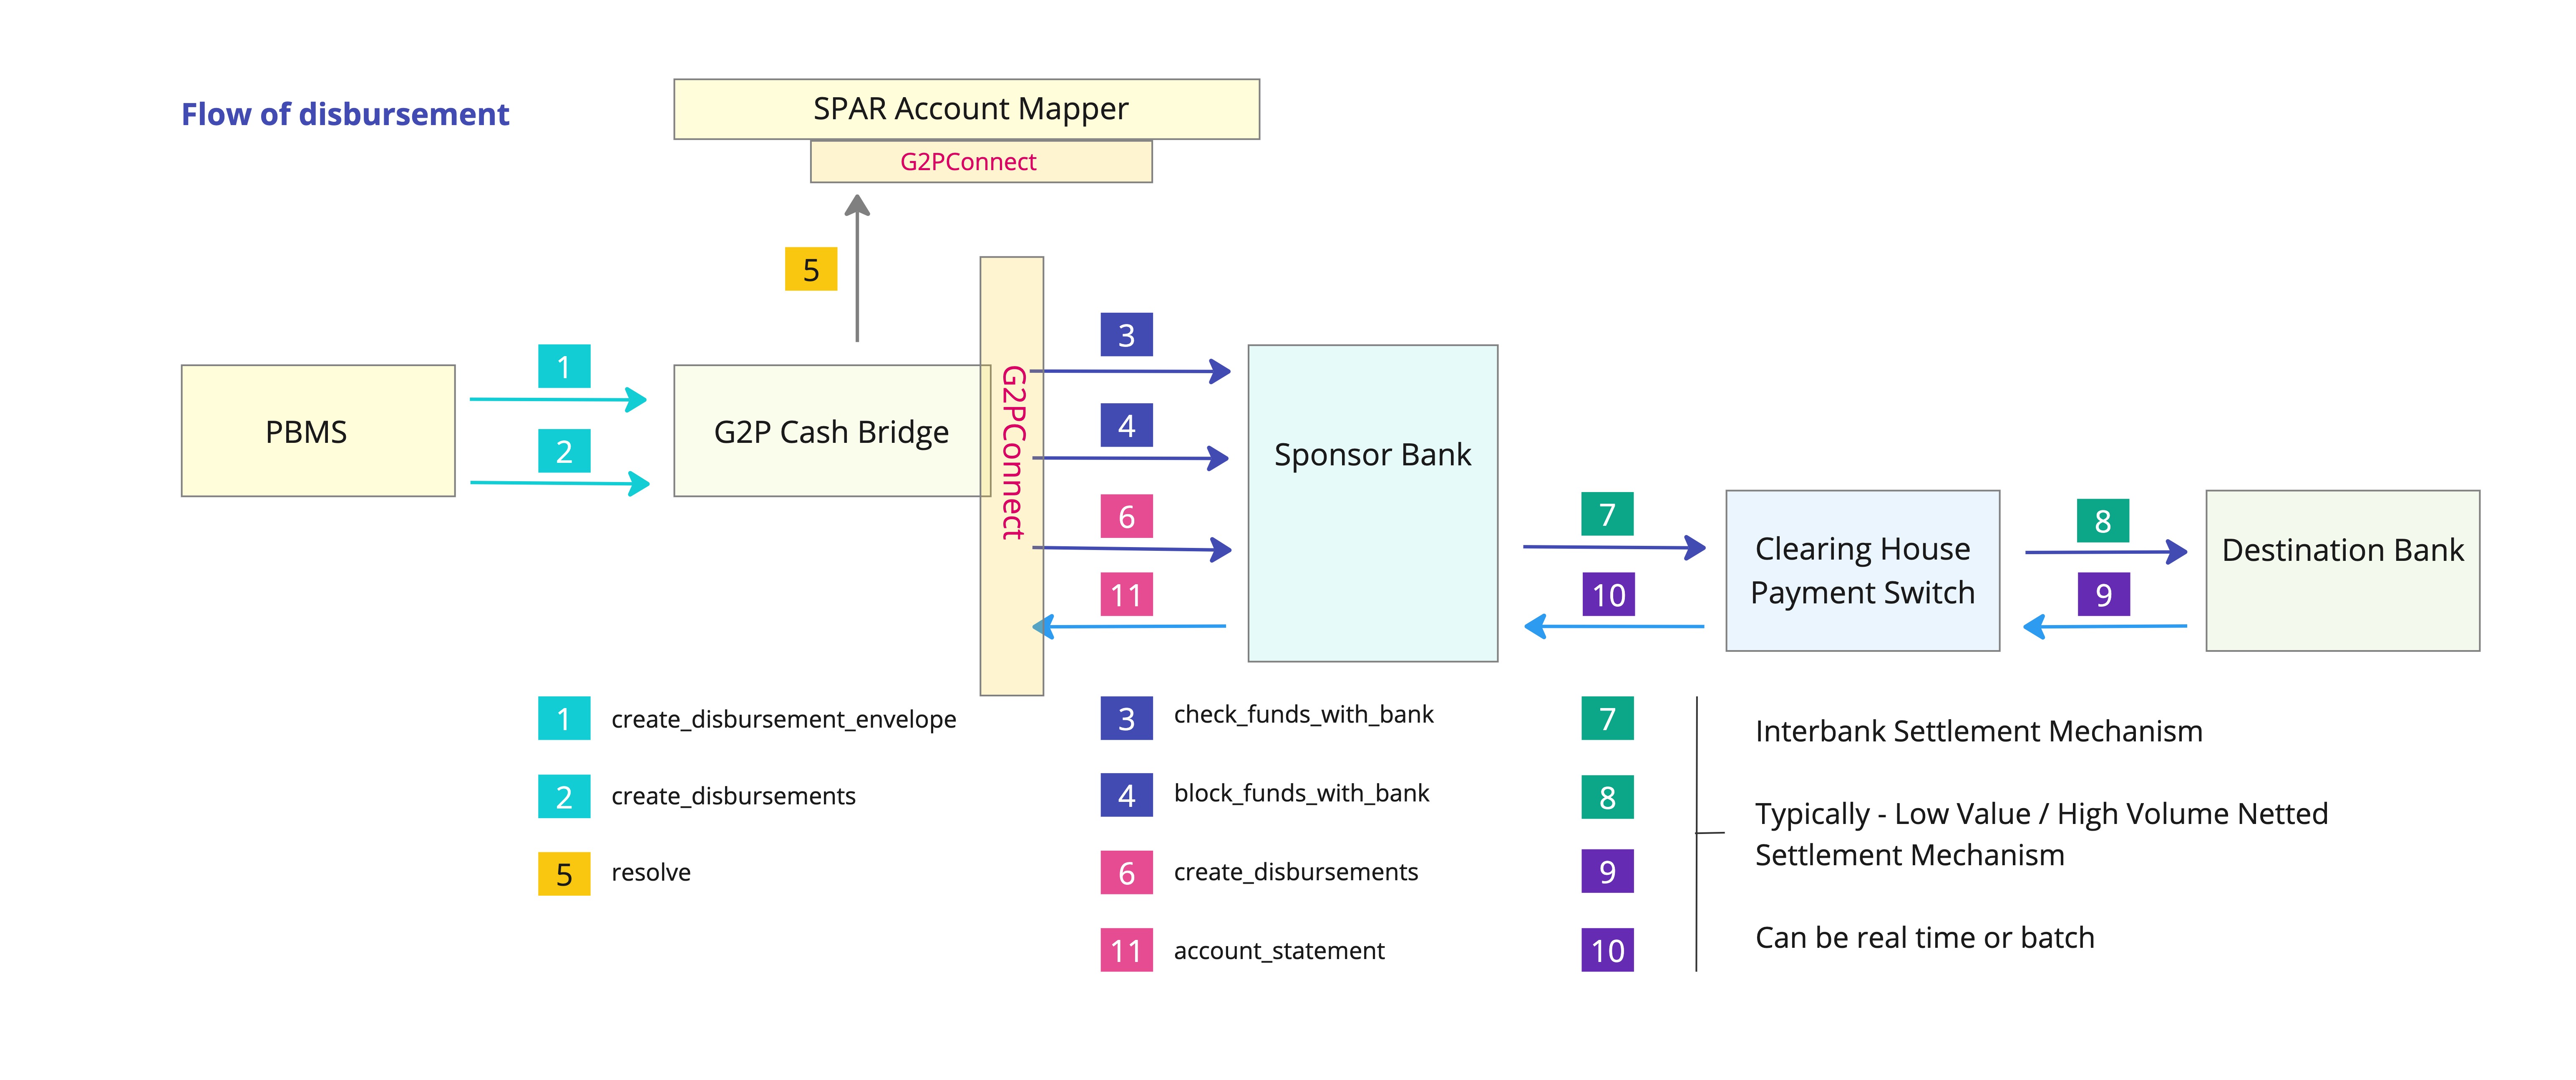 Flow of disbursement
SPAR Account Mapper
G2PConnect
5
3
1
4
PBMS
G2P Cash Bridge
G2PConnect
2
Sponsor Bank
6
7
8
Clearing House
Payment Switch
Destination Bank
11
10
9
1 create_disbursement_envelope
2 create_disbursements
5 resolve
3 check_funds_with_bank
4 block_funds_with_bank
6 create_disbursements
11 account_statement
7
8
9
10
Interbank Settlement Mechanism
Typically - Low Value / High Volume Netted
Settlement Mechanism
Can be real time or batch